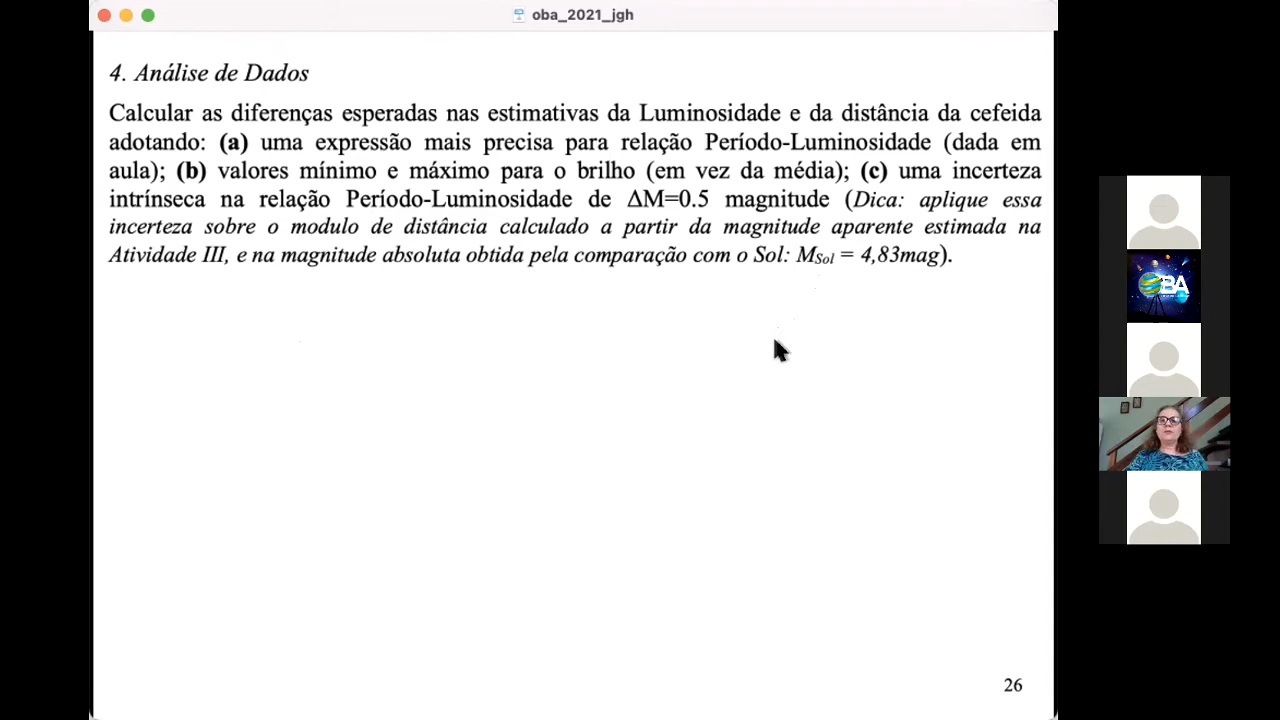 oba_2021_jgh
4. Análise de Dados
Calcular as diferenças esperadas nas estimativas da Luminosidade e da distância da cefeida
adotando: (a) uma expressão mais precisa para relação Período-Luminosidade (dada em
aula); (b) valores mínimo e máximo para o brilho (em vez da média); (c) uma incerteza
intrínseca na relação Período-Luminosidade de ΔM=0.5 magnitude (Dica: aplique essa
incerteza sobre o modulo de distância calculado a partir da magnitude aparente estimada na
Atividade III, e na magnitude absoluta obtida pela comparação com o Sol: MSol = 4,83mag).
OBA
26